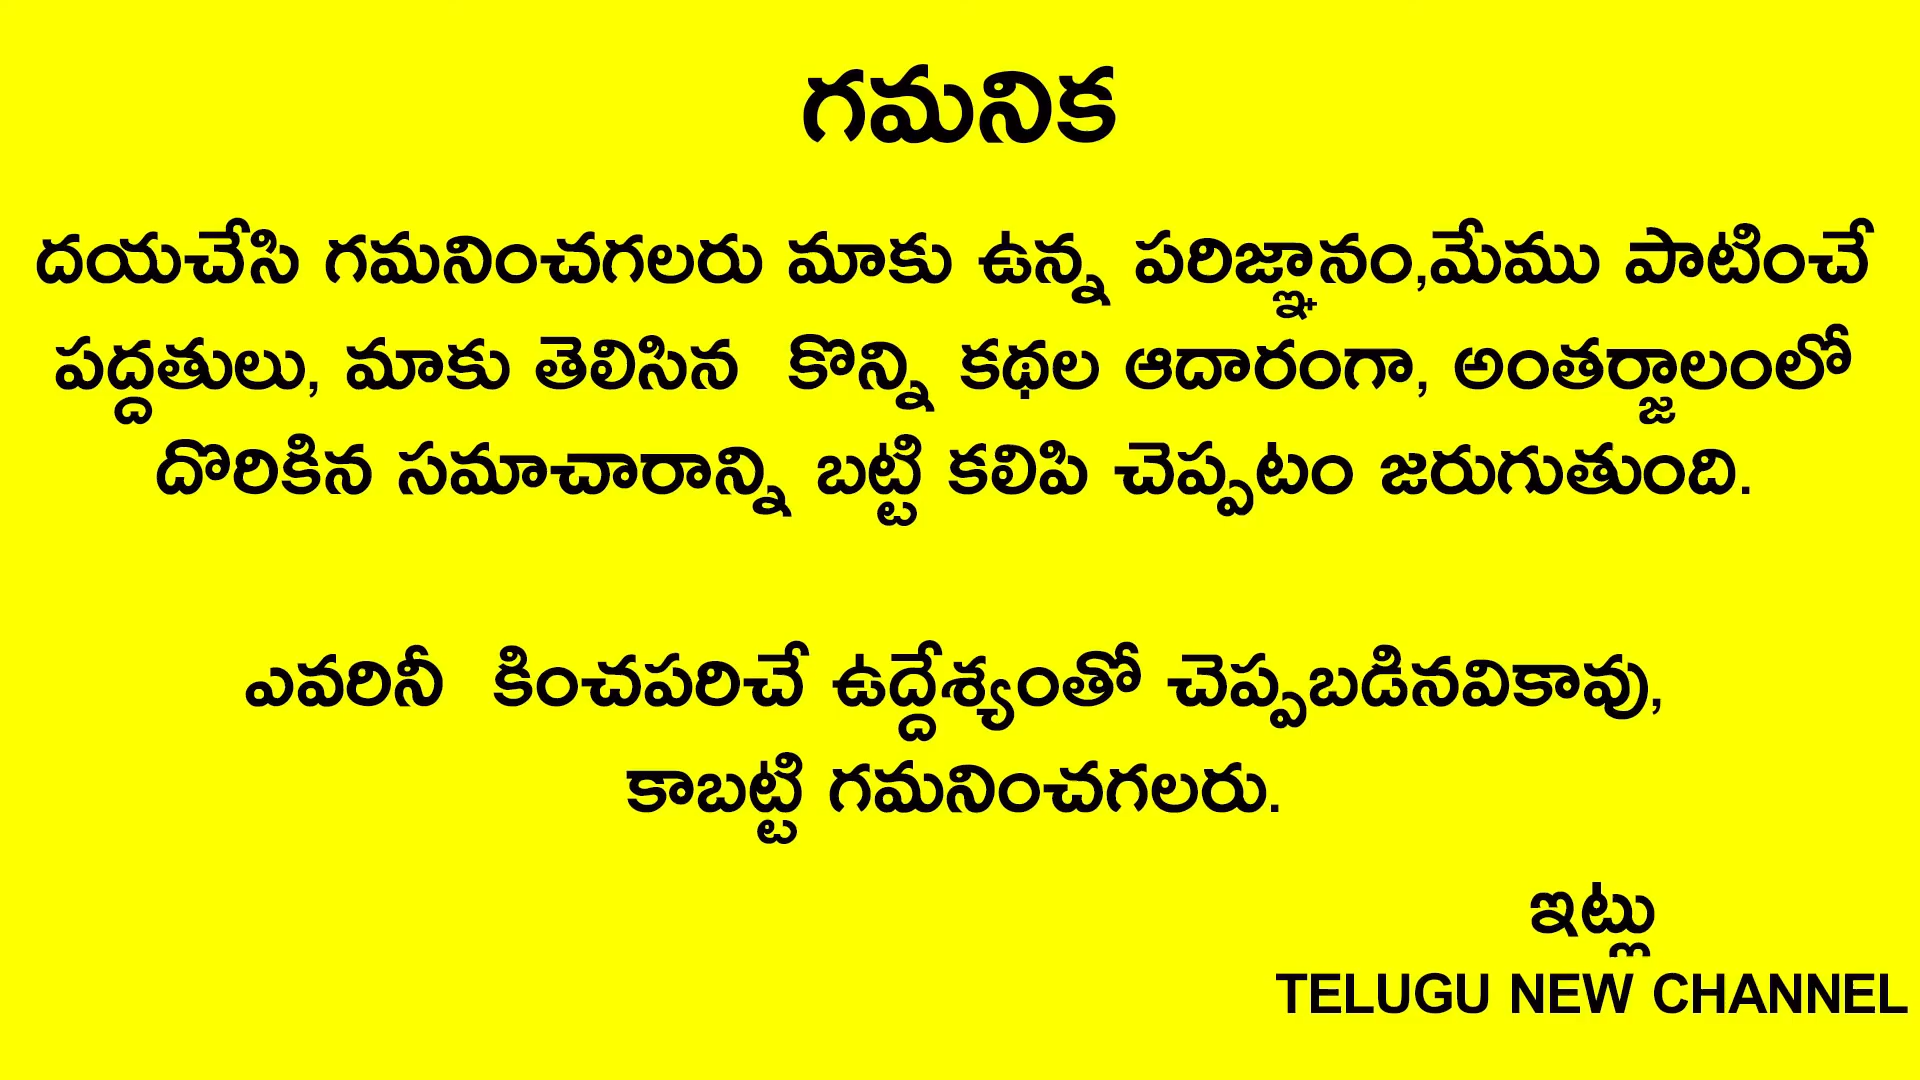 గమనిక
దయచేసి గమనించగలరు మాకు ఉన్న పరిజ్ఞానం,మేము పాటించే
పద్దతులు, మాకు తెలిసిన కొన్ని కథల ఆదారంగా, అంతర్జాలంలో
దొరికిన సమాచారాన్ని బట్టి కలిపి చెప్పటం జరుగుతుంది.
ఎవరినీ కించపరిచే ఉద్దేశ్యంతో చెప్పబడినవికావు,
కాబట్టి గమనించగలరు.
ఇట్లు
TELUGU NEW CHANNEL